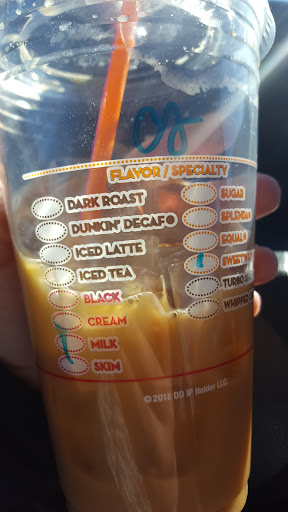 FLAVOR / SPECIALTY
DARK ROAST
DUNKIN' DECAF®
ICED LATTE
ICED TEA
BLACK
CREAM
MILK
SKIM
SUGAR
SPLENDA®
EQUAL®
TURBO
WHIPPED
© 2018 DD IP Holder LLC.